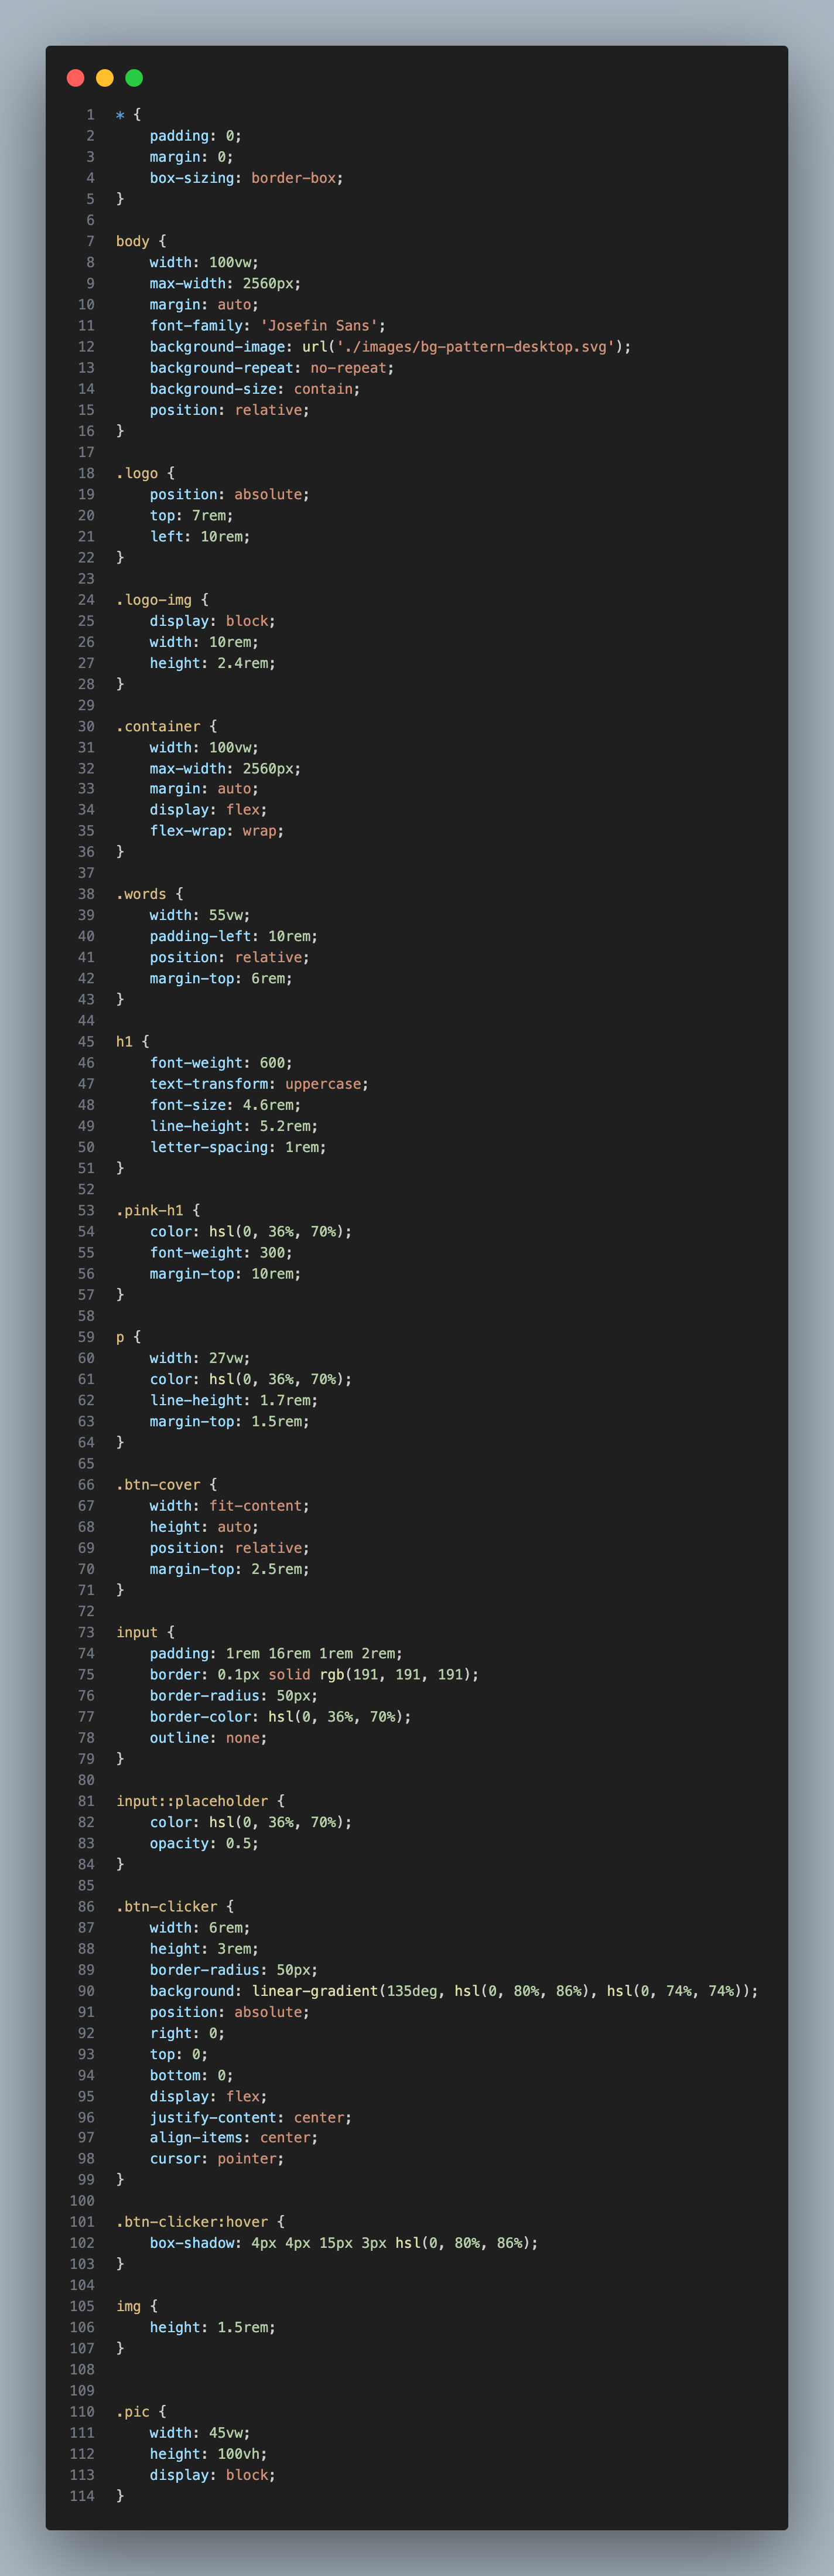 1 * {
2     padding: 0;
3     margin: 0;
4     box-sizing: border-box;
5 }
6
7 body {
8     width: 100vw;
9     max-width: 2560px;
10     margin: auto;
11     font-family: 'Josefin Sans';
12     background-image: url('./images/bg-pattern-desktop.svg');
13     background-repeat: no-repeat;
14     background-size: contain;
15     position: relative;
16 }
17
18 .logo {
19     position: absolute;
20     top: 7rem;
21     left: 10rem;
22 }
23
24 .logo-img {
25     display: block;
26     width: 10rem;
27     height: 2.4rem;
28 }
29
30 .container {
31     width: 100vw;
32     max-width: 2560px;
33     margin: auto;
34     display: flex;
35     flex-wrap: wrap;
36 }
37
38 .words {
39     width: 55vw;
40     padding-left: 10rem;
41     position: relative;
42     margin-top: 6rem;
43 }
44
45 h1 {
46     font-weight: 600;
47     text-transform: uppercase;
48     font-size: 4.6rem;
49     line-height: 5.2rem;
50     letter-spacing: 1rem;
51 }
52
53 .pink-h1 {
54     color: hsl(0, 36%, 70%);
55     font-weight: 300;
56     margin-top: 10rem;
57 }
58
59 p {
60     width: 27vw;
61     color: hsl(0, 36%, 70%);
62     line-height: 1.7rem;
63     margin-top: 1.5rem;
64 }
65
66 .btn-cover {
67     width: fit-content;
68     height: auto;
69     position: relative;
70     margin-top: 2.5rem;
71 }
72
73 input {
74     padding: 1rem 16rem 1rem 2rem;
75     border: 0.1px solid rgb(191, 191, 191);
76     border-radius: 50px;
77     border-color: hsl(0, 36%, 70%);
78     outline: none;
79 }
80
81 input::placeholder {
82     color: hsl(0, 36%, 70%);
83     opacity: 0.5;
84 }
85
86 .btn-clicker {
87     width: 6rem;
88     height: 3rem;
89     border-radius: 50px;
90     background: linear-gradient(135deg, hsl(0, 80%, 86%), hsl(0, 74%, 74%));
91     position: absolute;
92     right: 0;
93     top: 0;
94     bottom: 0;
95     display: flex;
96     justify-content: center;
97     align-items: center;
98     cursor: pointer;
99 }
100
101 .btn-clicker:hover {
102     box-shadow: 4px 4px 15px 3px hsl(0, 80%, 86%);
103 }
104
105 img {
106     height: 1.5rem;
107 }
108
109
110 .pic {
111     width: 45vw;
112     height: 100vh;
113     display: block;
114 }